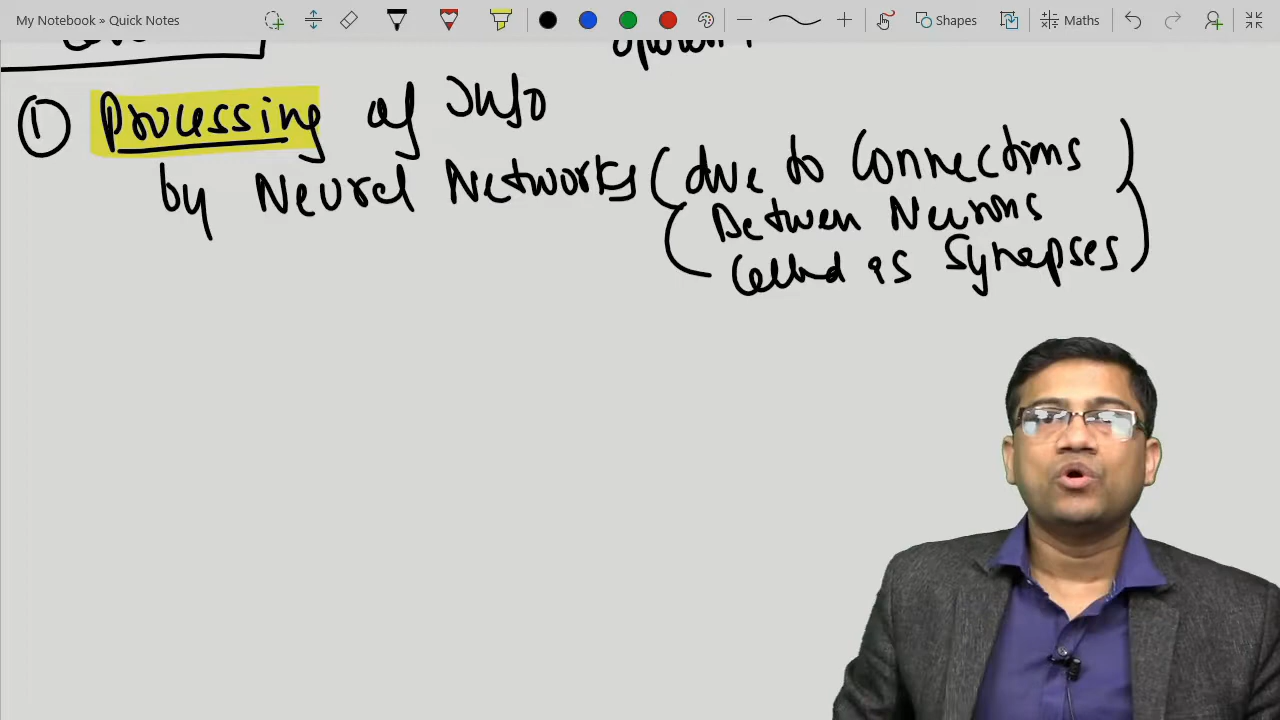 My Notebook » Quick Notes
Shapes
Maths
① Processing of Info
by Neural Networks (due to Connections)
(Between Neurons
Called as Synapses)